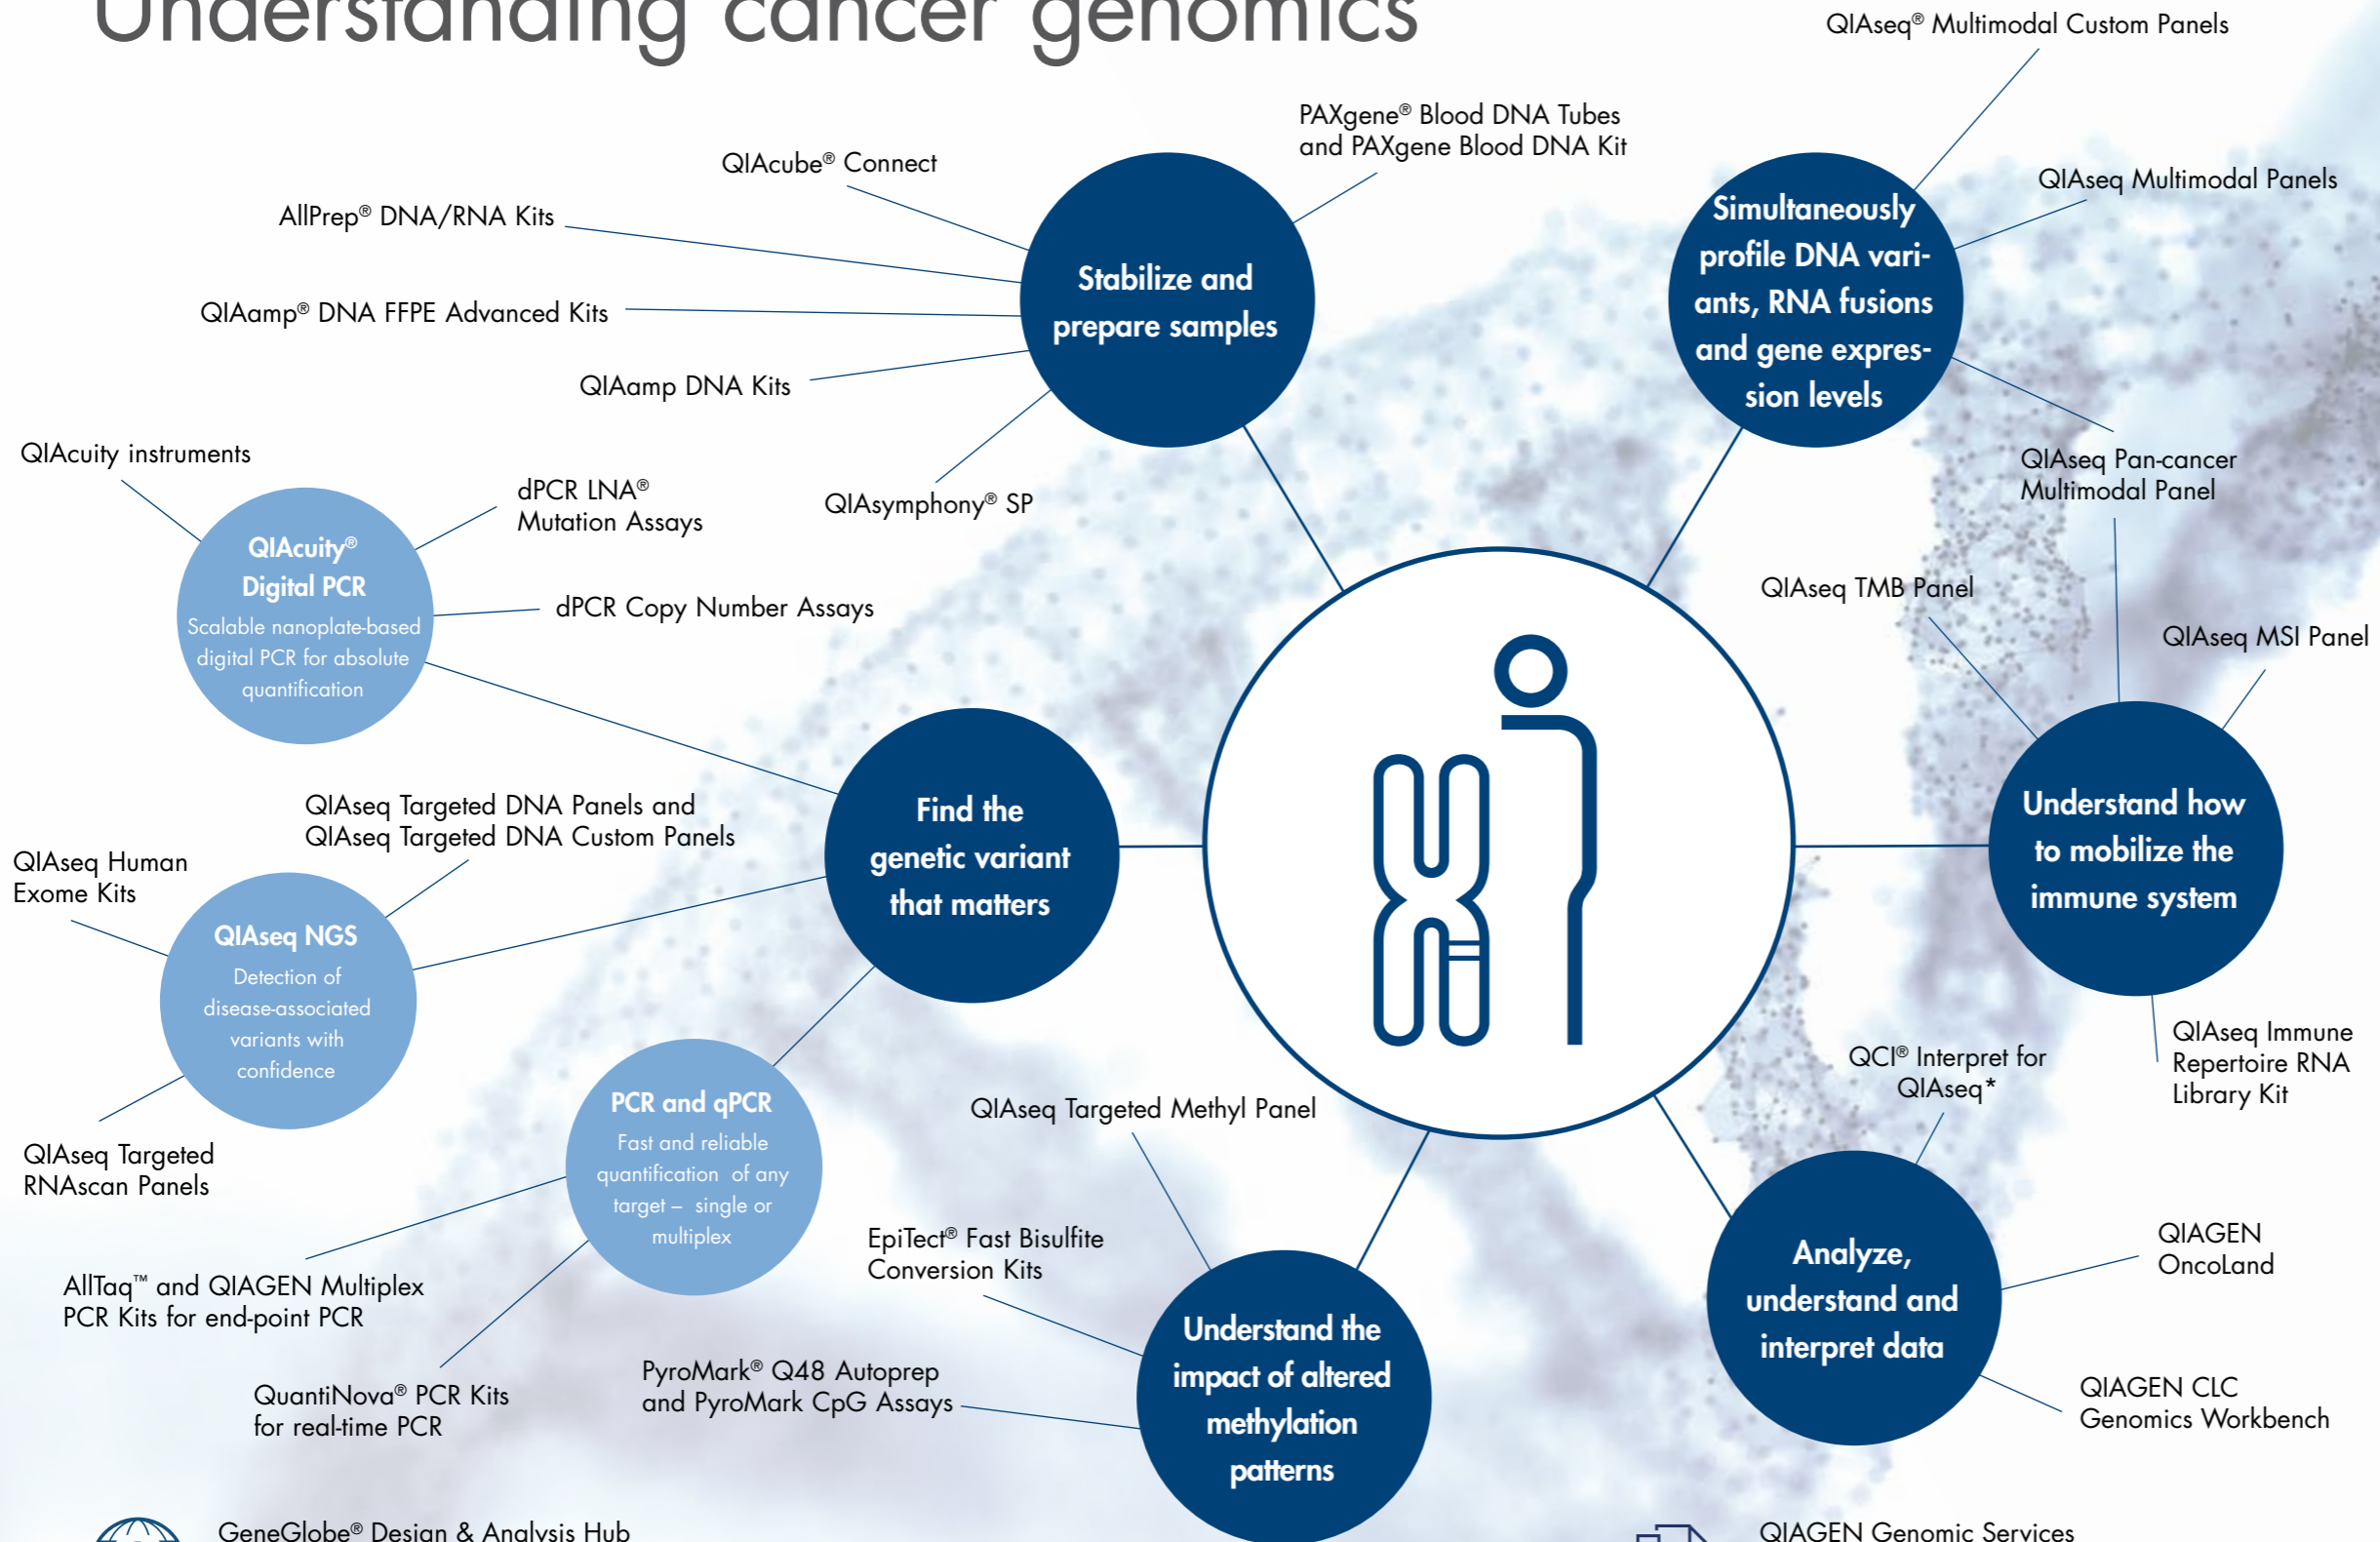 Understanding cancer genomics
QIAseq® Multimodal Custom Panels
PAXgene® Blood DNA Tubes
and PAXgene Blood DNA Kit
QIAcube® Connect
AllPrep® DNA/RNA Kits
QIAamp® DNA FFPE Advanced Kits
QIAamp DNA Kits
QIAsymphony® SP
Stabilize and
prepare samples
Simultaneously
profile DNA vari-
ants, RNA fusions
and gene expres-
sion levels
QIAseq Multimodal Panels
QIAseq Pan-cancer
Multimodal Panel
QIAseq TMB Panel
QIAseq MSI Panel
Understand how
to mobilize the
immune system
QIAseq Immune
Repertoire RNA
Library Kit
QIAcuity instruments
dPCR LNA®
Mutation Assays
dPCR Copy Number Assays
QIAcuity®
Digital PCR
Scalable nanoplate-based
digital PCR for absolute
quantification
Find the
genetic variant
that matters
QIAseq Targeted DNA Panels and
QIAseq Targeted DNA Custom Panels
QIAseq Human
Exome Kits
QIAseq NGS
Detection of
disease-associated
variants with
confidence
QIAseq Targeted
RNAscan Panels
PCR and qPCR
Fast and reliable
quantification of any
target – single or
multiplex
AllTaq™ and QIAGEN Multiplex
PCR Kits for end-point PCR
QuantiNova® PCR Kits
for real-time PCR
QIAseq Targeted Methyl Panel
EpiTect® Fast Bisulfite
Conversion Kits
PyroMark® Q48 Autoprep
and PyroMark CpG Assays
Understand the
impact of altered
methylation
patterns
QCI® Interpret for
QIAseq*
Analyze,
understand and
interpret data
QIAGEN
OncoLand
QIAGEN CLC
Genomics Workbench
GeneGlobe® Design & Analysis Hub
QIAGEN Genomic Services